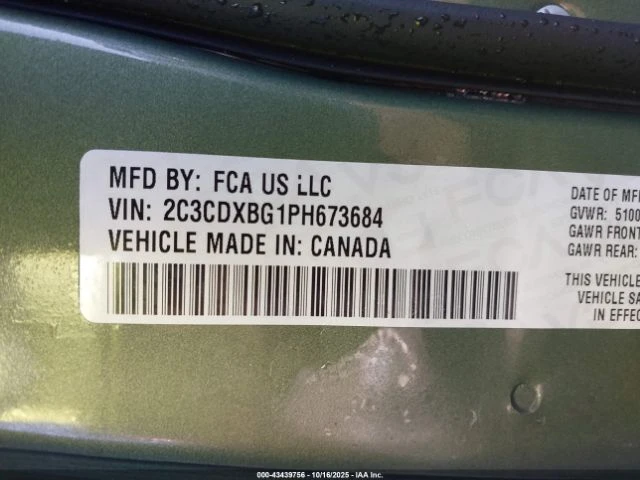 MFD BY: FCA US LLC
VIN: 2C3CDXBG1PH673684
VEHICLE MADE IN: CANADA
DATE OF MF
GVWR: 5100
GAWR FRONT
GAWR REAR:
THIS VEHICLE
VEHICLE SA
IN EFFEC
000-43439756 - 10/16/2025 - IAA Inc.